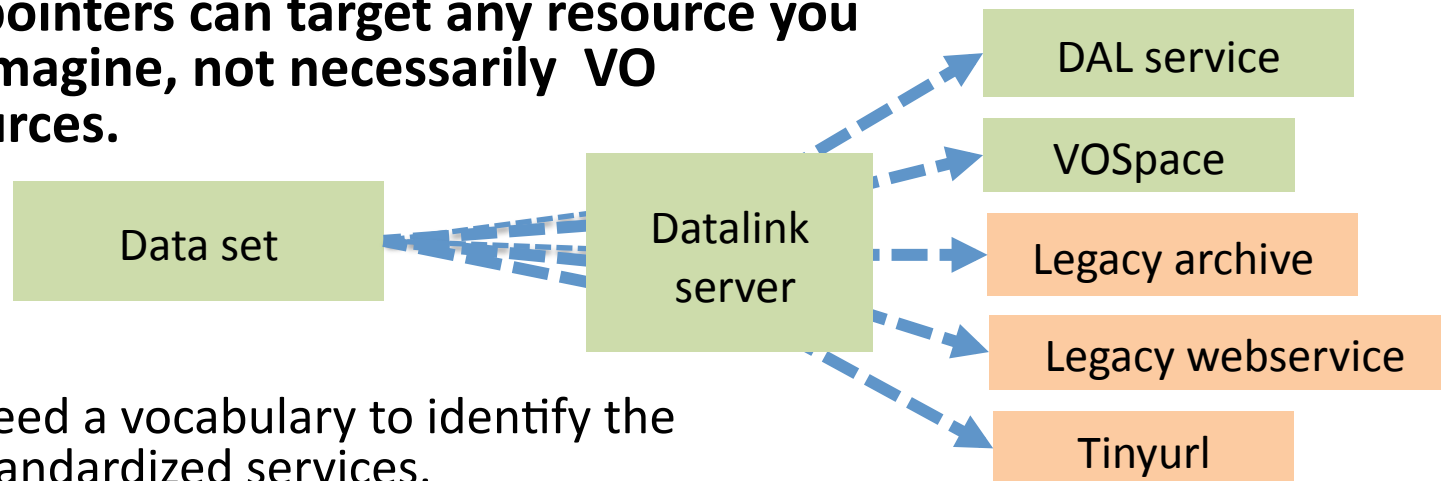 pointers can target any resource you
magine, not necessarily VO
urces.
DAL service
VOSpace
Data set
Datalink
server
Legacy archive
Legacy webservice
Tinyurl
eed a vocabulary to identify the
andardized services.